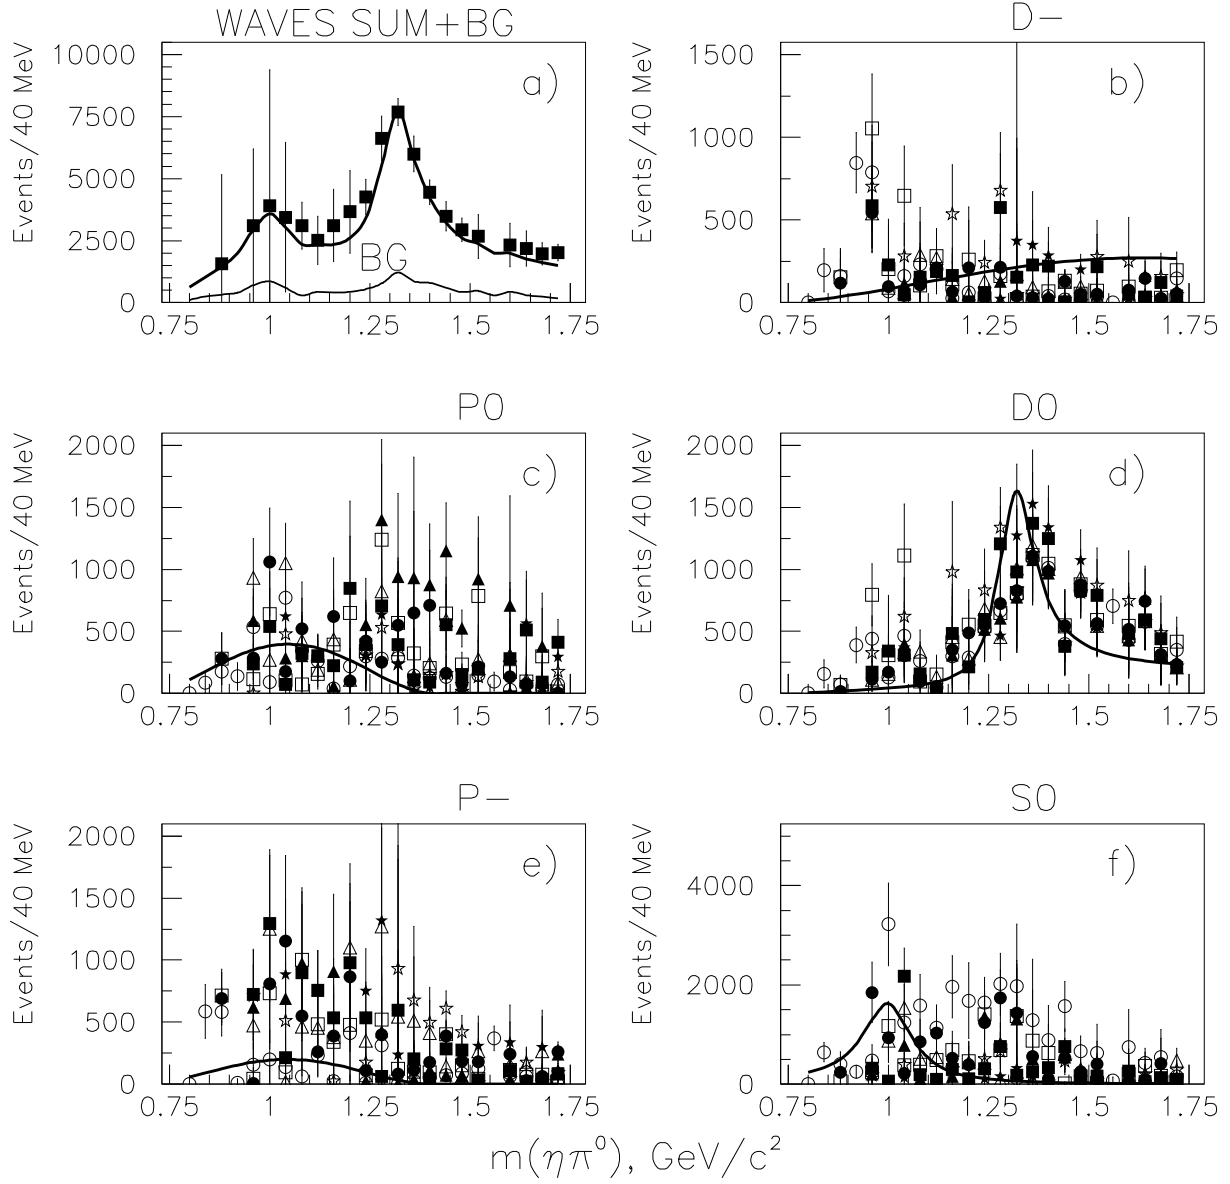 WAVES SUM+BG
D-
Events/40 MeV
10000
7500
5000
2500
0
a)
BG
0.75
1
1.25
1.5
1.75
Events/40 MeV
1500
1000
500
0
b)
0.75
1
1.25
1.5
1.75
P0
D0
Events/40 MeV
2000
1500
1000
500
0
c)
0.75
1
1.25
1.5
1.75
Events/40 MeV
2000
1500
1000
500
0
d)
0.75
1
1.25
1.5
1.75
P-
S0
Events/40 MeV
2000
1500
1000
500
0
e)
0.75
1
1.25
1.5
1.75
Events/40 MeV
4000
2000
0
f)
0.75
1
1.25
1.5
1.75
m(ηπ⁰), GeV/c²